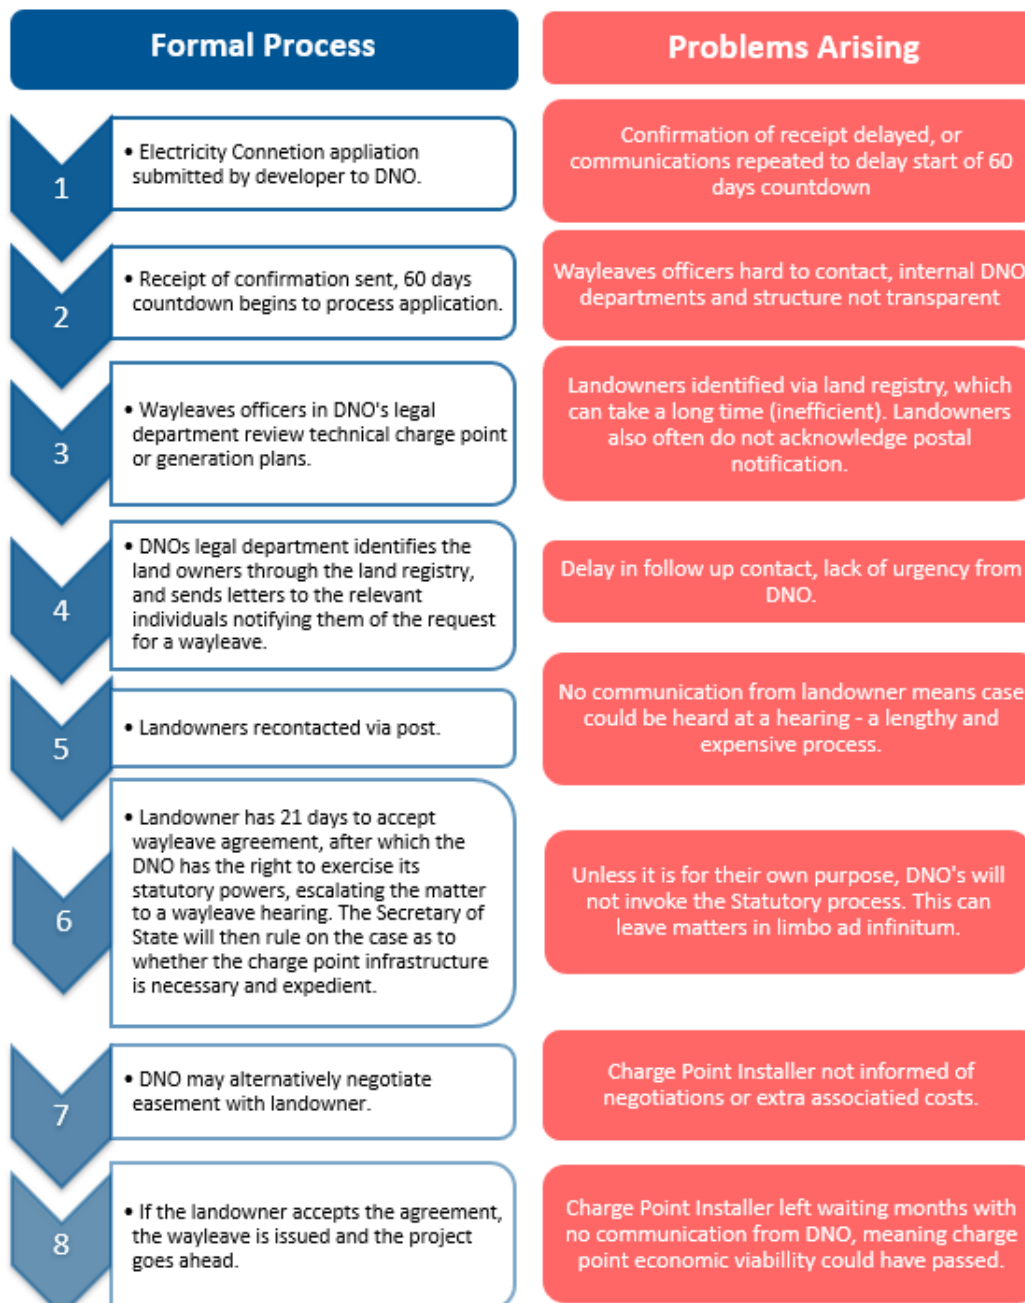 Formal Process
Problems Arising
1
• Electricity Connetion appliation
submitted by developer to DNO.
Confirmation of receipt delayed, or
communications repeated to delay start of 60
days countdown
2
• Receipt of confirmation sent, 60 days
countdown begins to process application.
Wayleaves officers hard to contact, internal DNO
departments and structure not transparent
3
• Wayleaves officers in DNO's legal
department review technical charge point
or generation plans.
Landowners identified via land registry, which
can take a long time (inefficient). Landowners
also often do not acknowledge postal
notification.
4
• DNOs legal department identifies the
land owners through the land registry,
and sends letters to the relevant
individuals notifying them of the request
for a wayleave.
Delay in follow up contact, lack of urgency from
DNO.
5
• Landowners recontacted via post.
No communication from landowner means case
could be heard at a hearing - a lengthy and
expensive process.
6
• Landowner has 21 days to accept
wayleave agreement, after which the
DNO has the right to exercise its
statutory powers, escalating the matter
to a wayleave hearing. The Secretary of
State will then rule on the case as to
whether the charge point infrastructure
is necessary and expedient.
Unless it is for their own purpose, DNO's will
not invoke the Statutory process. This can
leave matters in limbo ad infinitum.
7
• DNO may alternatively negotiate
easement with landowner.
Charge Point Installer not informed of
negotiations or extra associatied costs.
8
• If the landowner accepts the agreement,
the wayleave is issued and the project
goes ahead.
Charge Point Installer left waiting months with
no communication from DNO, meaning charge
point economic viabillity could have passed.